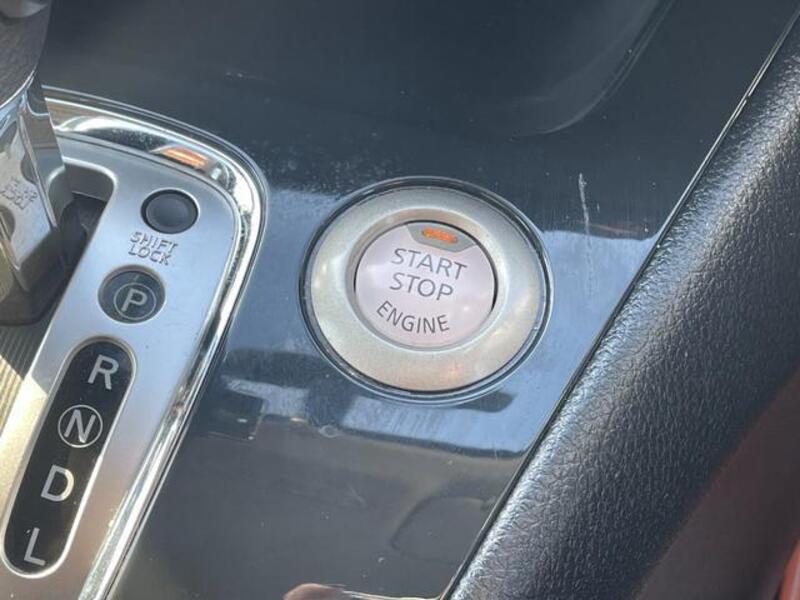 SHIFT
LOCK
P
R
N
D
L
START
STOP
ENGINE